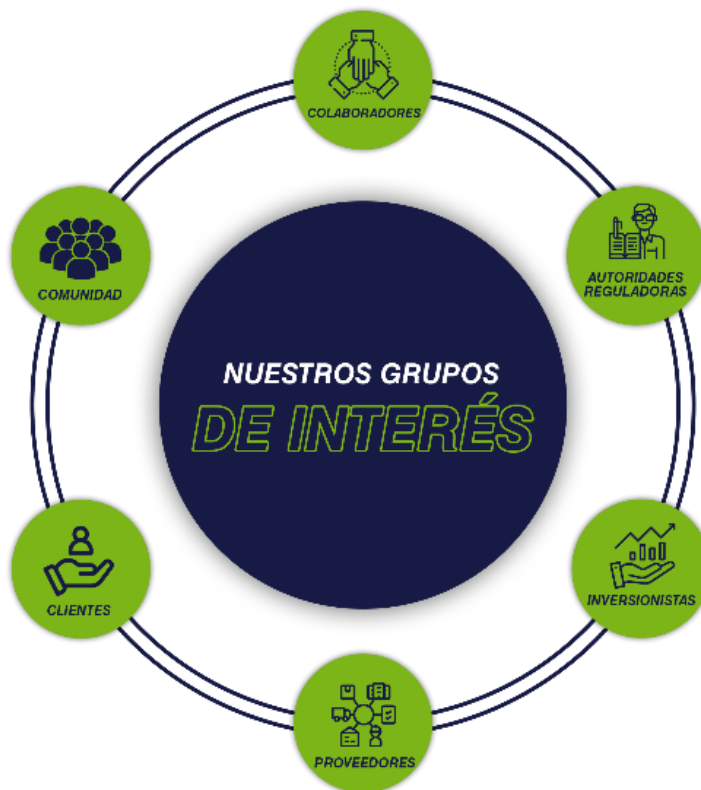 COLABORADORES
AUTORIDADES
REGULADORAS
COMUNIDAD
NUESTROS GRUPOS
DE INTERÉS
CLIENTES
INVERSIONISTAS
PROVEEDORES